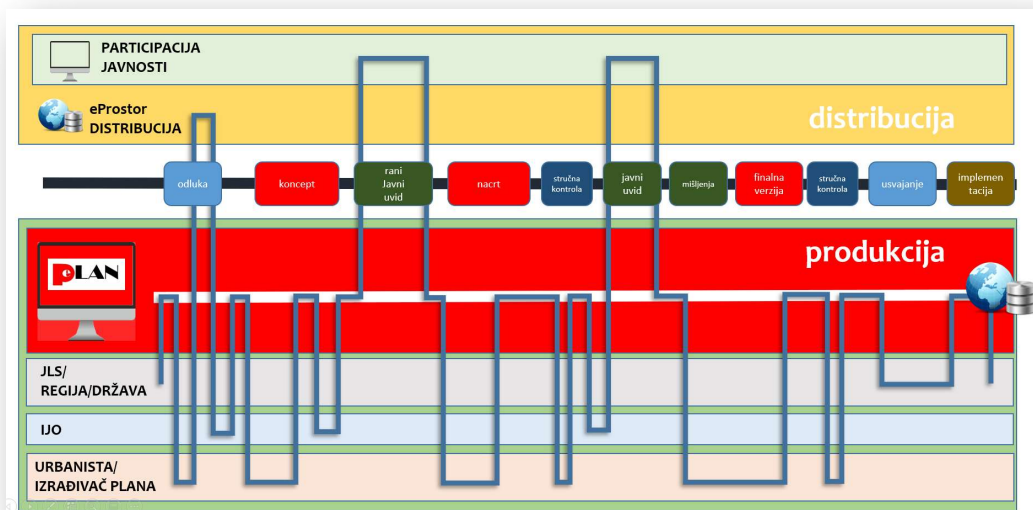 PARTICIPACIJA
JAVNOSTI
eProstor
DISTRIBUCIJA
distribucija
odluka
koncept
rani
Javni
uvid
nacrt
stručna
kontrola
javni
uvid
mišljenja
finalna
verzija
stručna
kontrola
usvajanje
implemen
tacija
produkcija
ePLAN
JLS/
REGIJA/DRŽAVA
IJO
URBANISTA/
IZRAĐIVAČ PLANA